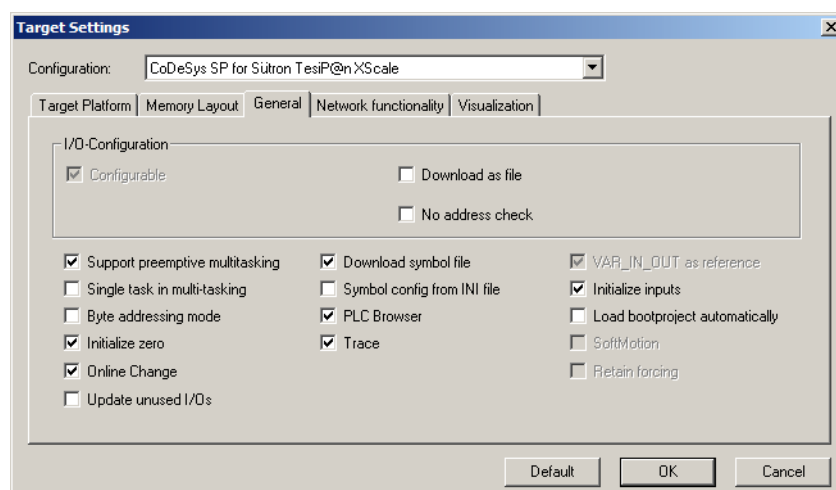 Target Settings
Configuration: CoDeSys SP for Sütron TesiP@n XScale
Target Platform Memory Layout General Network functionality Visualization
I/O-Configuration
Configurable Download as file
No address check
Support preemptive multitasking Download symbol file VAR_IN_OUT as reference
Single task in multi-tasking Symbol config from INI file Initialize inputs
Byte addressing mode PLC Browser Load bootproject automatically
Initialize zero Trace SoftMotion
Online Change Retain forcing
Update unused I/Os
Default OK Cancel